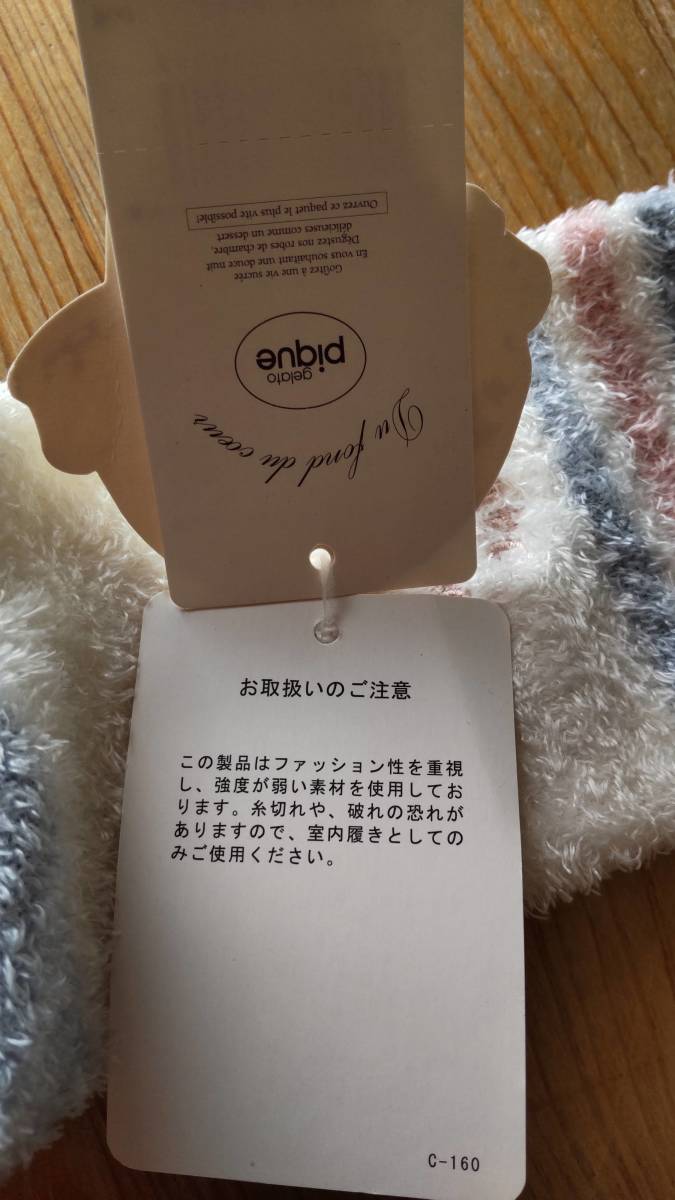 Du fond du cœur
gelato
pique
Goûtez à une vie sucrée
En vous souhaitant une douce nuit
Dégustez nos robes de chambre,
délicieuses comme un dessert
Ouvrez ce paquet le plus vite possible!
お取扱いのご注意
この製品はファッション性を重視
し、強度が弱い素材を使用してお
ります。糸切れや、破れの恐れが
ありますので、室内履きとしての
みご使用ください。
C-160